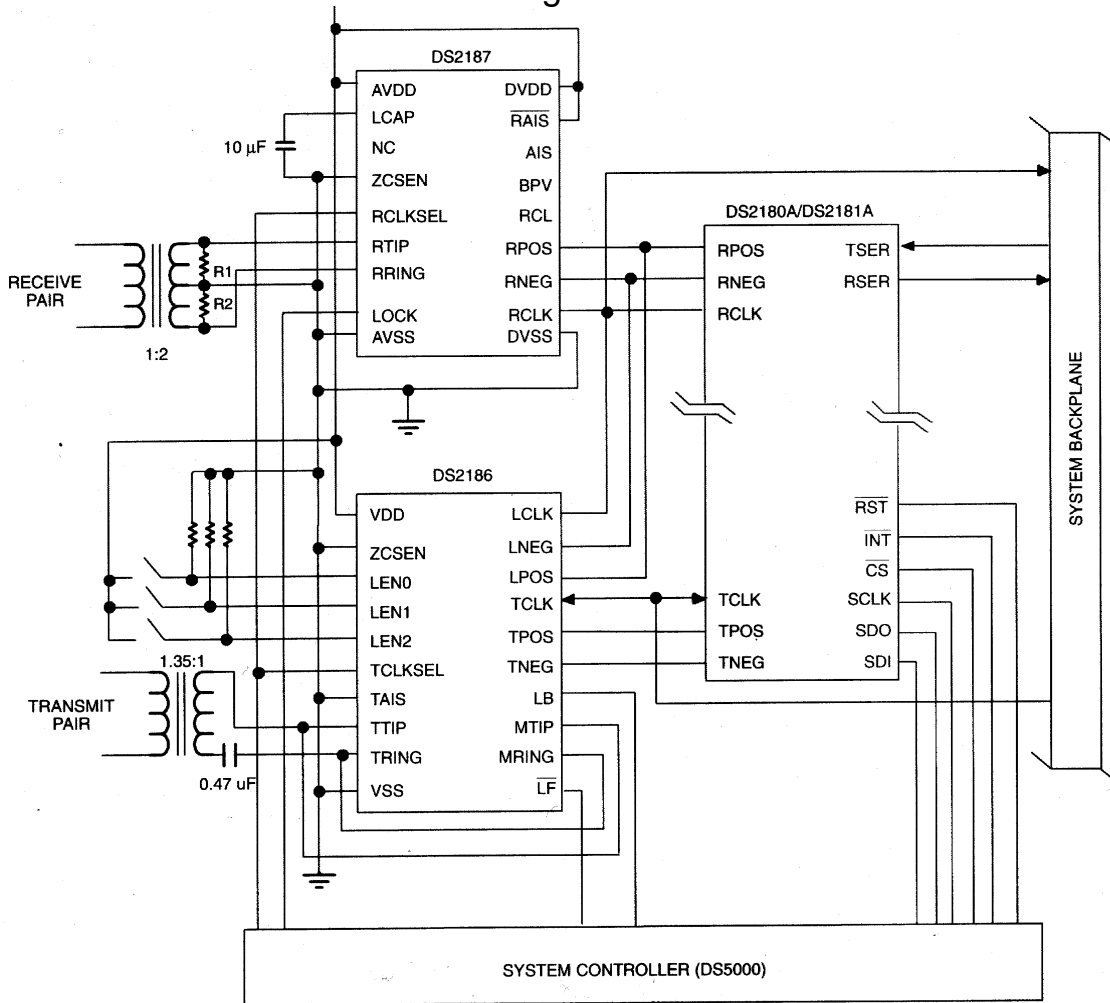 DS2187
AVDD
LCAP
NC
ZCSEN
RCLKSEL
RTIP
RRING
LOCK
AVSS
DVDD
RAIS
AIS
BPV
RCL
RPOS
RNEG
RCLK
DVSS
10 μF
RECEIVE
PAIR
R1
R2
1:2
DS2180A/DS2181A
RPOS
RNEG
RCLK
TCLK
TPOS
TNEG
TSER
RSER
RST
INT
CS
SCLK
SDO
SDI
SYSTEM BACKPLANE
DS2186
VDD
ZCSEN
LEN0
LEN1
LEN2
TCLKSEL
TAIS
TTIP
TRING
VSS
LCLK
LNEG
LPOS
TCLK
TPOS
TNEG
LB
MTIP
MRING
LF
1.35:1
TRANSMIT
PAIR
0.47 uF
SYSTEM CONTROLLER (DS5000)